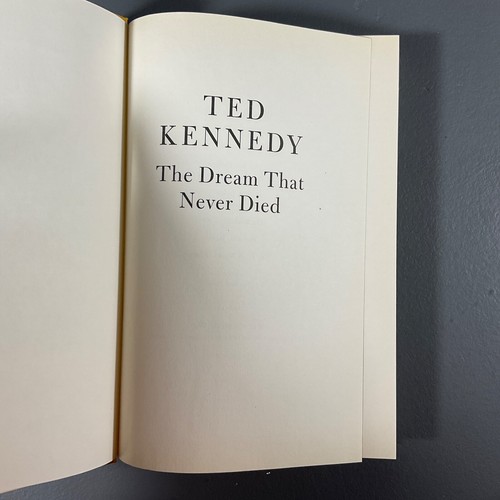 TED
KENNEDY
The Dream That
Never Died